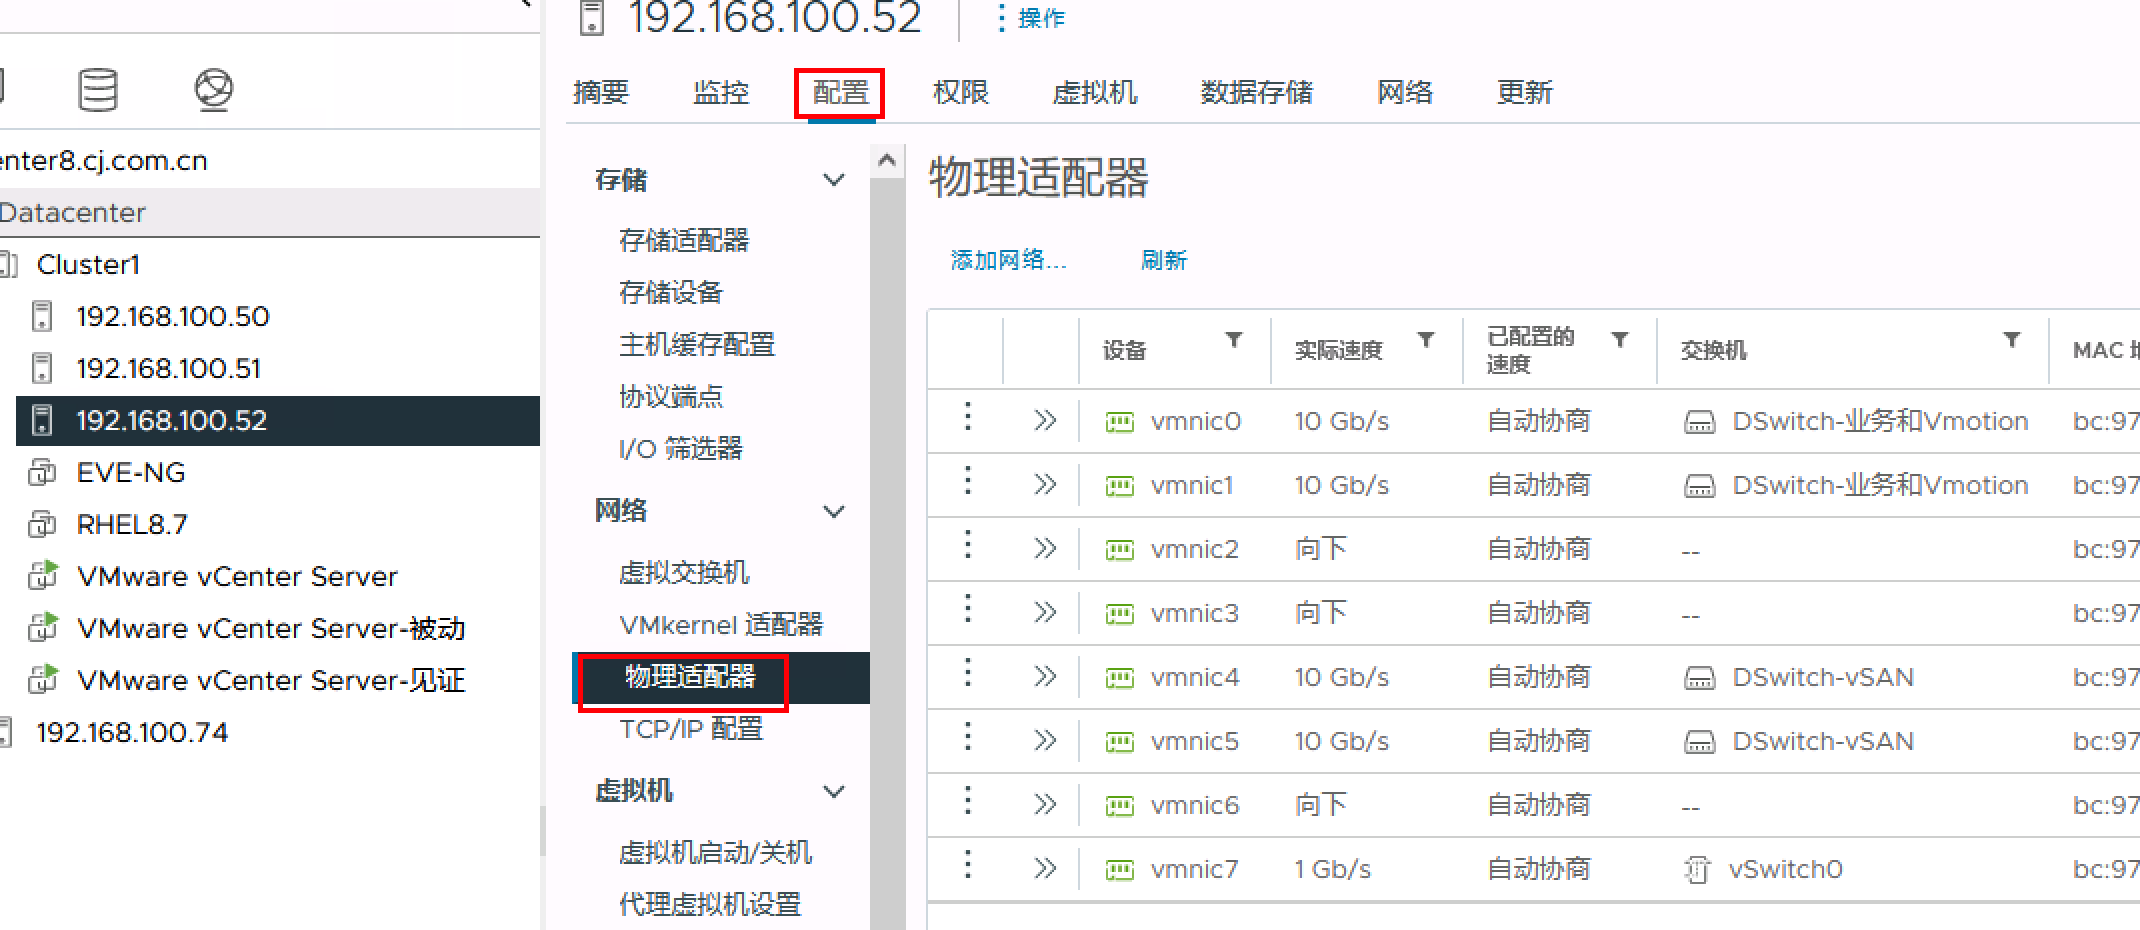 192.168.100.52
操作
摘要 监控 配置 权限 虚拟机 数据存储 网络 更新
enter8.cj.com.cn
Datacenter
Cluster1
192.168.100.50
192.168.100.51
192.168.100.52
EVE-NG
RHEL8.7
VMware vCenter Server
VMware vCenter Server-被动
VMware vCenter Server-见证
192.168.100.74
存储
存储适配器
存储设备
主机缓存配置
协议端点
I/O 筛选器
网络
虚拟交换机
VMkernel 适配器
物理适配器
TCP/IP 配置
虚拟机
虚拟机启动/关机
代理虚拟机设置
物理适配器
添加网络... 刷新
设备 实际速度 已配置的速度 交换机 MAC 地
vmnic0 10 Gb/s 自动协商 DSwitch-业务和Vmotion bc:97
vmnic1 10 Gb/s 自动协商 DSwitch-业务和Vmotion bc:97
vmnic2 向下 自动协商 -- bc:97
vmnic3 向下 自动协商 -- bc:97
vmnic4 10 Gb/s 自动协商 DSwitch-vSAN bc:97
vmnic5 10 Gb/s 自动协商 DSwitch-vSAN bc:97
vmnic6 向下 自动协商 -- bc:97
vmnic7 1 Gb/s 自动协商 vSwitch0 bc:97